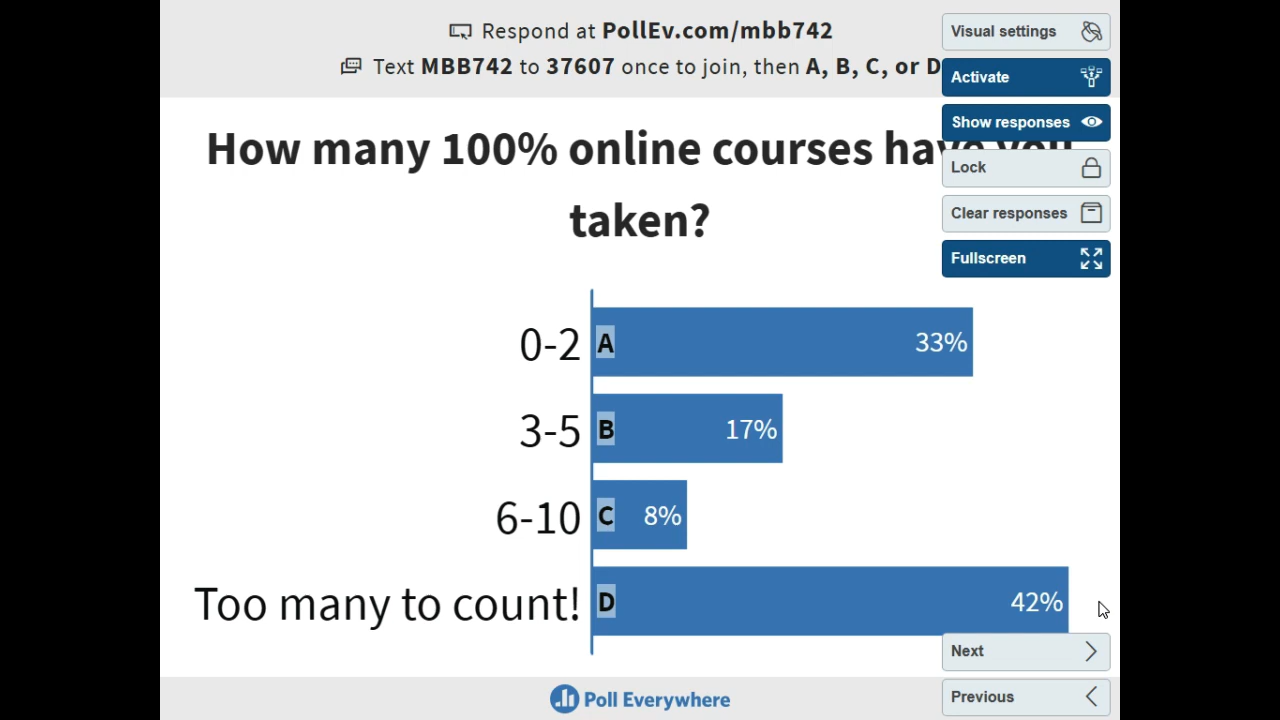 Respond at PollEv.com/mbb742
Text MBB742 to 37607 once to join, then A, B, C, or D
How many 100% online courses have you
taken?
0-2 A 33%
3-5 B 17%
6-10 C 8%
Too many to count! D 42%
Poll Everywhere
Visual settings
Activate
Show responses
Lock
Clear responses
Fullscreen
Next
Previous